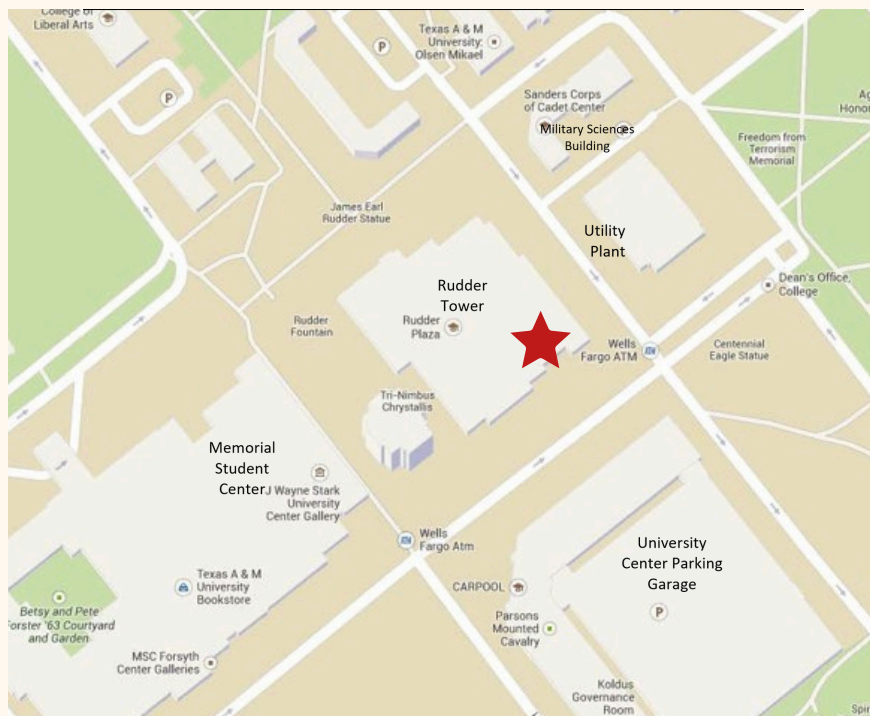 College of
Liberal Arts
Texas A & M
University:
Olsen Mikael
P
P
Sanders Corps
of Cadet Center
Military Sciences
Building
Freedom from
Terrorism
Memorial
James Earl
Rudder Statue
Utility
Plant
Dean's Office,
College
Rudder
Tower
Rudder
Plaza
Rudder
Fountain
Wells
Fargo ATM
Centennial
Eagle Statue
Tri-Nimbus
Chrystallis
Memorial
Student
Center
J Wayne Stark
University
Center Gallery
Wells
Fargo Atm
University
Center Parking
Garage
P
Texas A & M
University
Bookstore
CARPOOL
Parsons
Mounted
Cavalry
Betsy and Pete
Forster '63 Courtyard
and Garden
MSC Forsyth
Center Galleries
Koldus
Governance
Room